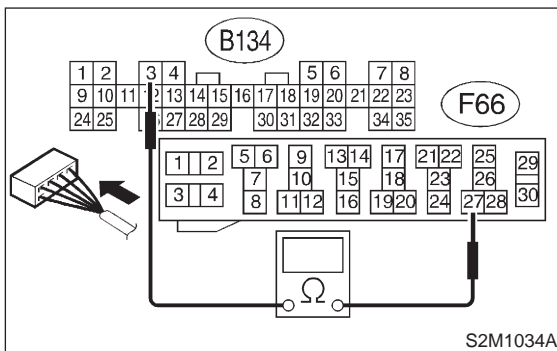 B134
1 2 3 4 5 6 7 8
9 10 11 12 13 14 15 16 17 18 19 20 21 22 23
24 25 27 28 29 30 31 32 33 34 35
F66
1 2 5 6 9 13 14 17 21 22 25 29
7 10 15 18 23 26
3 4 8 11 12 16 19 20 24 27 28 30
Ω
S2M1034A